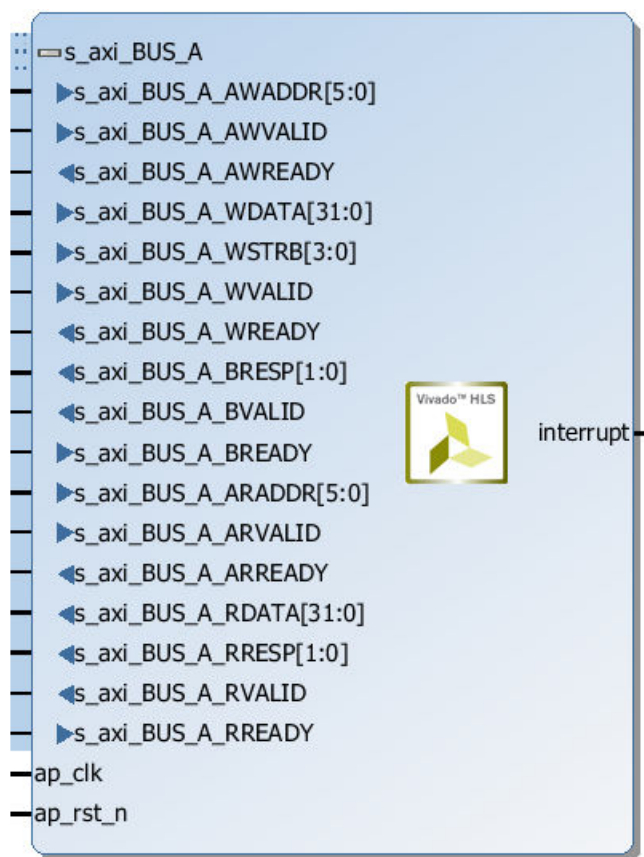 s_axi_BUS_A
s_axi_BUS_A_AWADDR[5:0]
s_axi_BUS_A_AWVALID
s_axi_BUS_A_AWREADY
s_axi_BUS_A_WDATA[31:0]
s_axi_BUS_A_WSTRB[3:0]
s_axi_BUS_A_WVALID
s_axi_BUS_A_WREADY
s_axi_BUS_A_BRESP[1:0]
s_axi_BUS_A_BVALID
s_axi_BUS_A_BREADY
s_axi_BUS_A_ARADDR[5:0]
s_axi_BUS_A_ARVALID
s_axi_BUS_A_ARREADY
s_axi_BUS_A_RDATA[31:0]
s_axi_BUS_A_RRESP[1:0]
s_axi_BUS_A_RVALID
s_axi_BUS_A_RREADY
ap_clk
ap_rst_n
Vivado™ HLS
interrupt